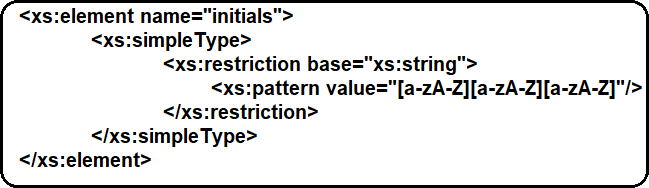 <xs:element name="initials">
<xs:simpleType>
<xs:restriction base="xs:string">
<xs:pattern value="[a-zA-Z][a-zA-Z][a-zA-Z]"/>
</xs:restriction>
</xs:simpleType>
</xs:element>